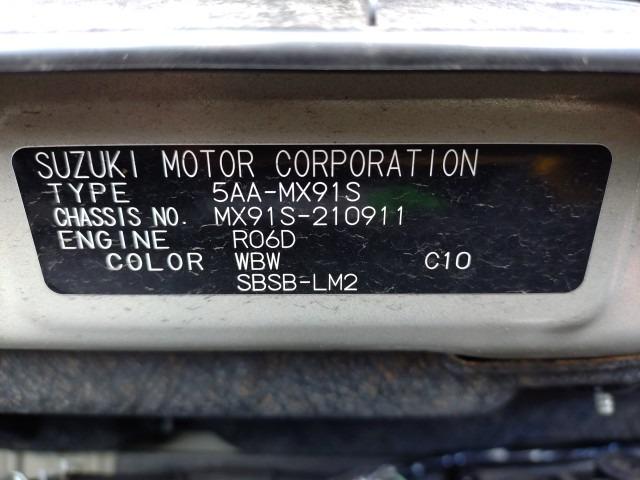 SUZUKI MOTOR CORPORATION
TYPE 5AA-MX91S
CHASSIS NO. MX91S-210911
ENGINE R06D
COLOR WBW C10
SBSB-LM2